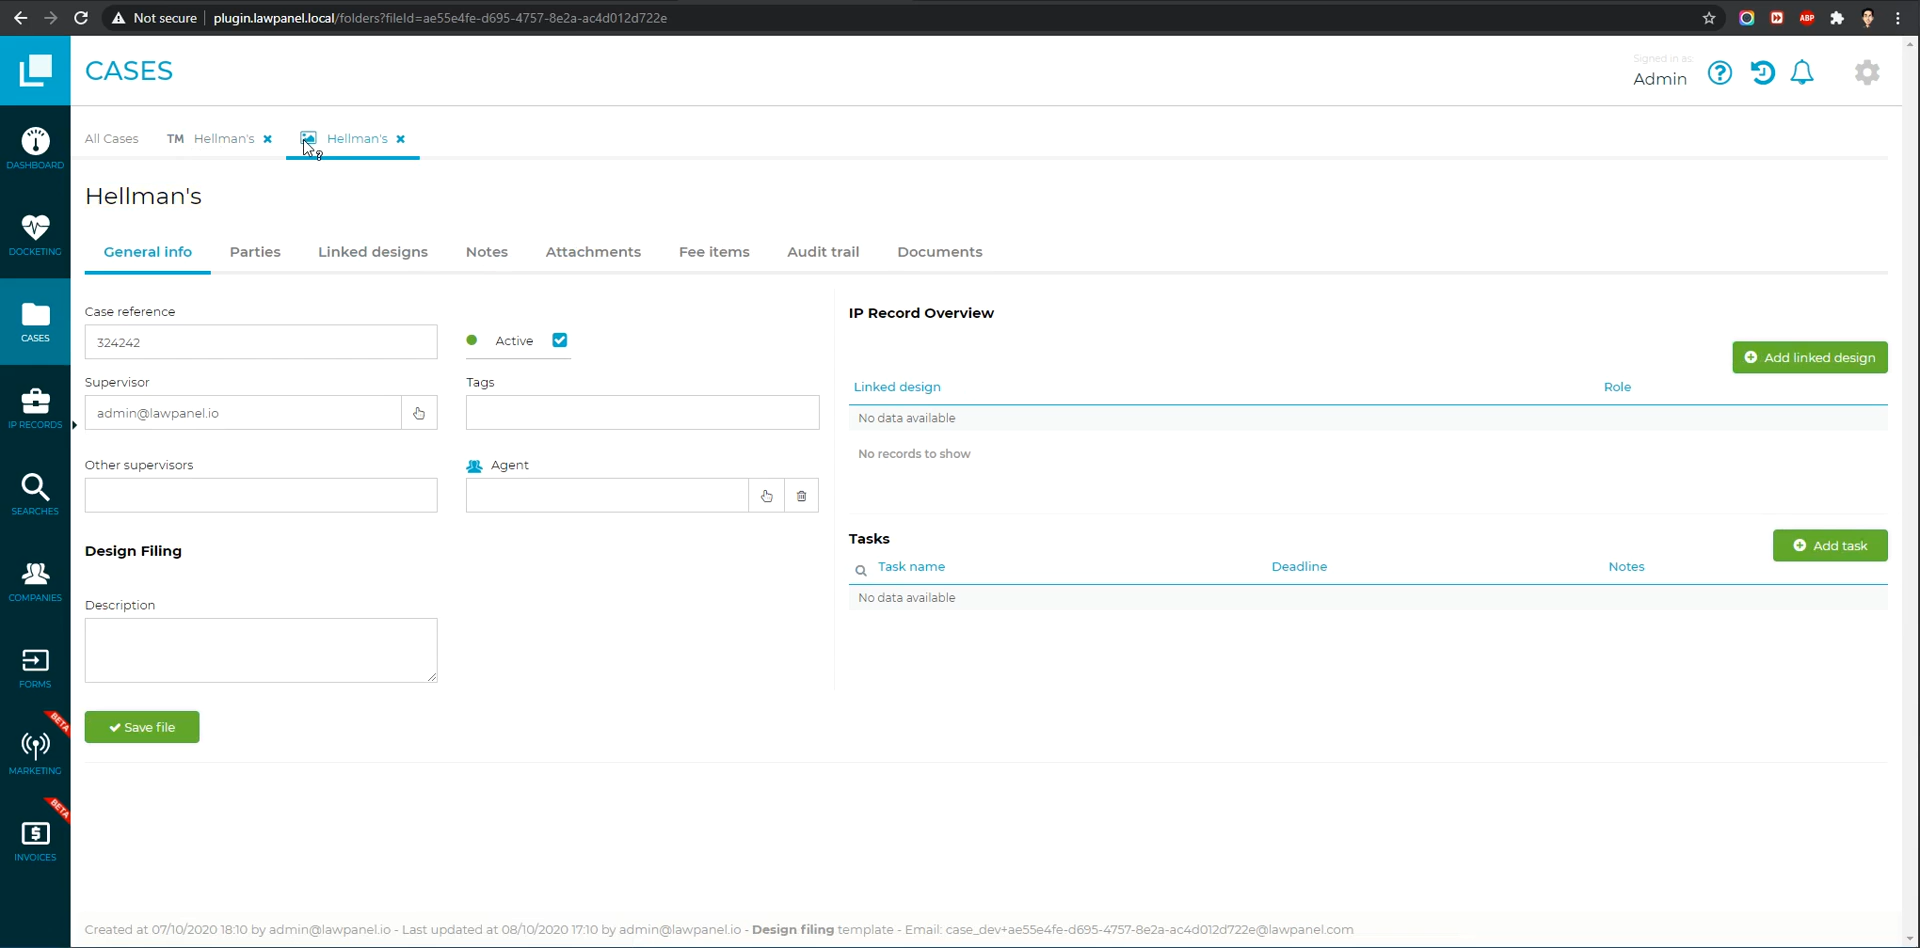 Not secure | plugin.lawpanel.local/folders?fileId=ae55e4fe-d695-4757-8e2a-ac4d012d722e
ABP
CASES
Signed in as:
Admin
DASHBOARD
DOCKETING
CASES
IP RECORDS
SEARCHES
COMPANIES
FORMS
BETA
MARKETING
BETA
INVOICES
All Cases TM Hellman's Hellman's
Hellman's
General info Parties Linked designs Notes Attachments Fee items Audit trail Documents
Case reference
324242
Active
Supervisor
admin@lawpanel.io
Tags
Other supervisors
Agent
Design Filing
Description
Save file
IP Record Overview
Add linked design
Linked design Role
No data available
No records to show
Tasks
Add task
Task name Deadline Notes
No data available
Created at 07/10/2020 18:10 by admin@lawpanel.io - Last updated at 08/10/2020 17:10 by admin@lawpanel.io - Design filing template - Email: case_dev+ae55e4fe-d695-4757-8e2a-ac4d012d722e@lawpanel.com